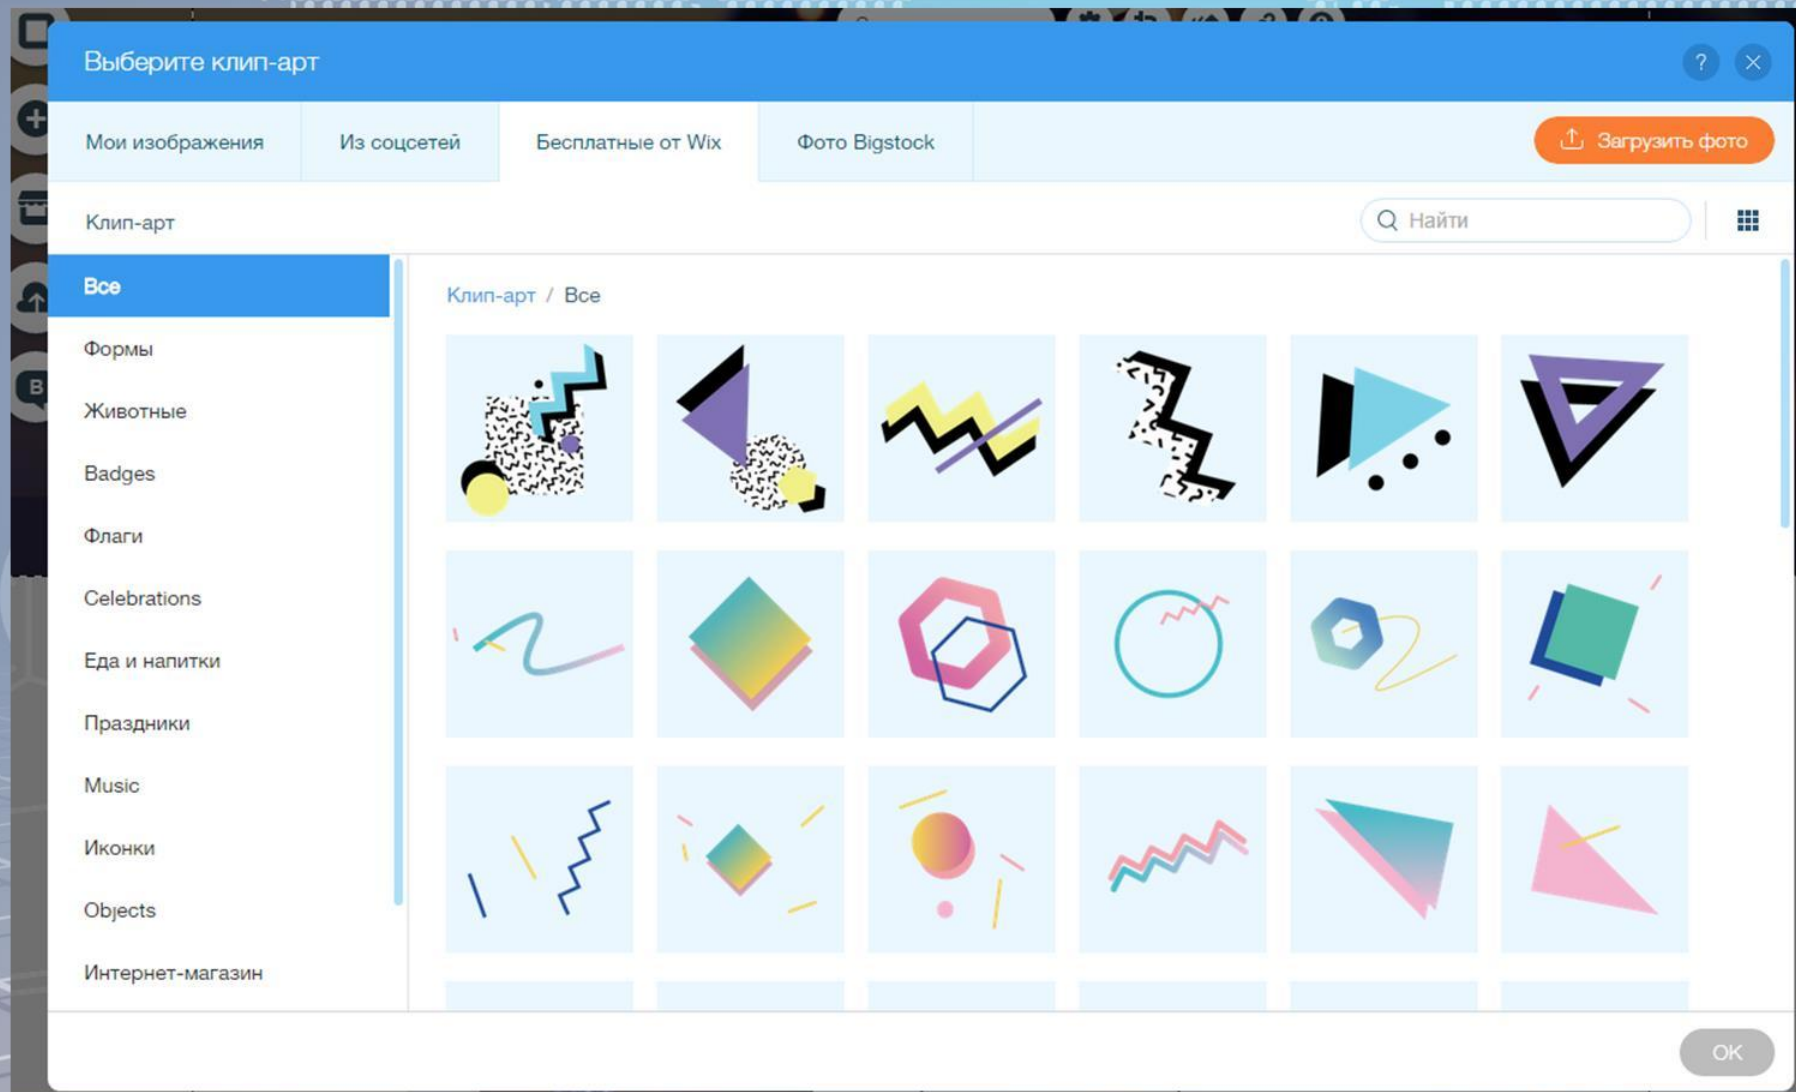 Выберите клип-арт
?
Мои изображения
Из соцсетей
Бесплатные от Wix
Фото Bigstock
Загрузить фото
Клип-арт
Найти
Все
Клип-арт / Все
Формы
Животные
Badges
Флаги
Celebrations
Еда и напитки
Праздники
Music
Иконки
Objects
Интернет-магазин
B
OK